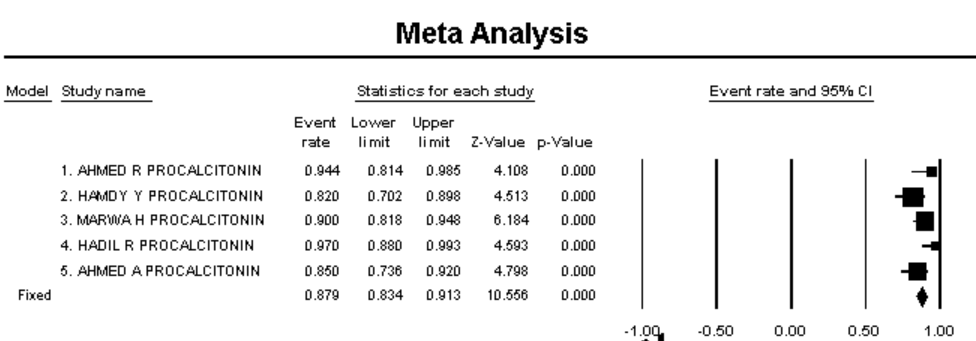 Meta Analysis
Model Study name Statistics for each study Event rate and 95% CI
Event Lower Upper
rate limit limit Z-Value p-Value
1. AHMED R PROCALCITONIN 0.944 0.814 0.985 4.108 0.000
2. HAMDY Y PROCALCITONIN 0.820 0.702 0.898 4.513 0.000
3. MARWA H PROCALCITONIN 0.900 0.818 0.948 6.184 0.000
4. HADIL R PROCALCITONIN 0.970 0.880 0.993 4.593 0.000
5. AHMED A PROCALCITONIN 0.850 0.736 0.920 4.798 0.000
Fixed 0.879 0.834 0.913 10.556 0.000
-1.00 -0.50 0.00 0.50 1.00